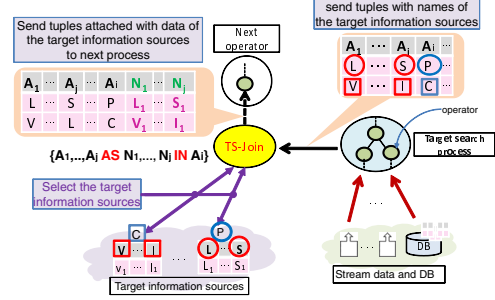 Send tuples attached with data of
the target information sources
to next process
Next
operator
send tuples with names of
the target information sources
A1 ··· Aj ··· Ai N1 ··· Nj
L ··· S ··· P L1 ··· S1
V ··· L ··· C V1 ··· I1
A1 ··· Aj Ai ···
L ··· S P ···
V ··· I C ···
operator
TS-Join
{A1,..,Aj AS N1,..., Nj IN Ai}
Target search
process
Select the target
information sources
C
V ··· I
v1 ··· I1
...
P
L ··· S
L1 ··· S1
Target information sources
...
...
DB
Stream data and DB